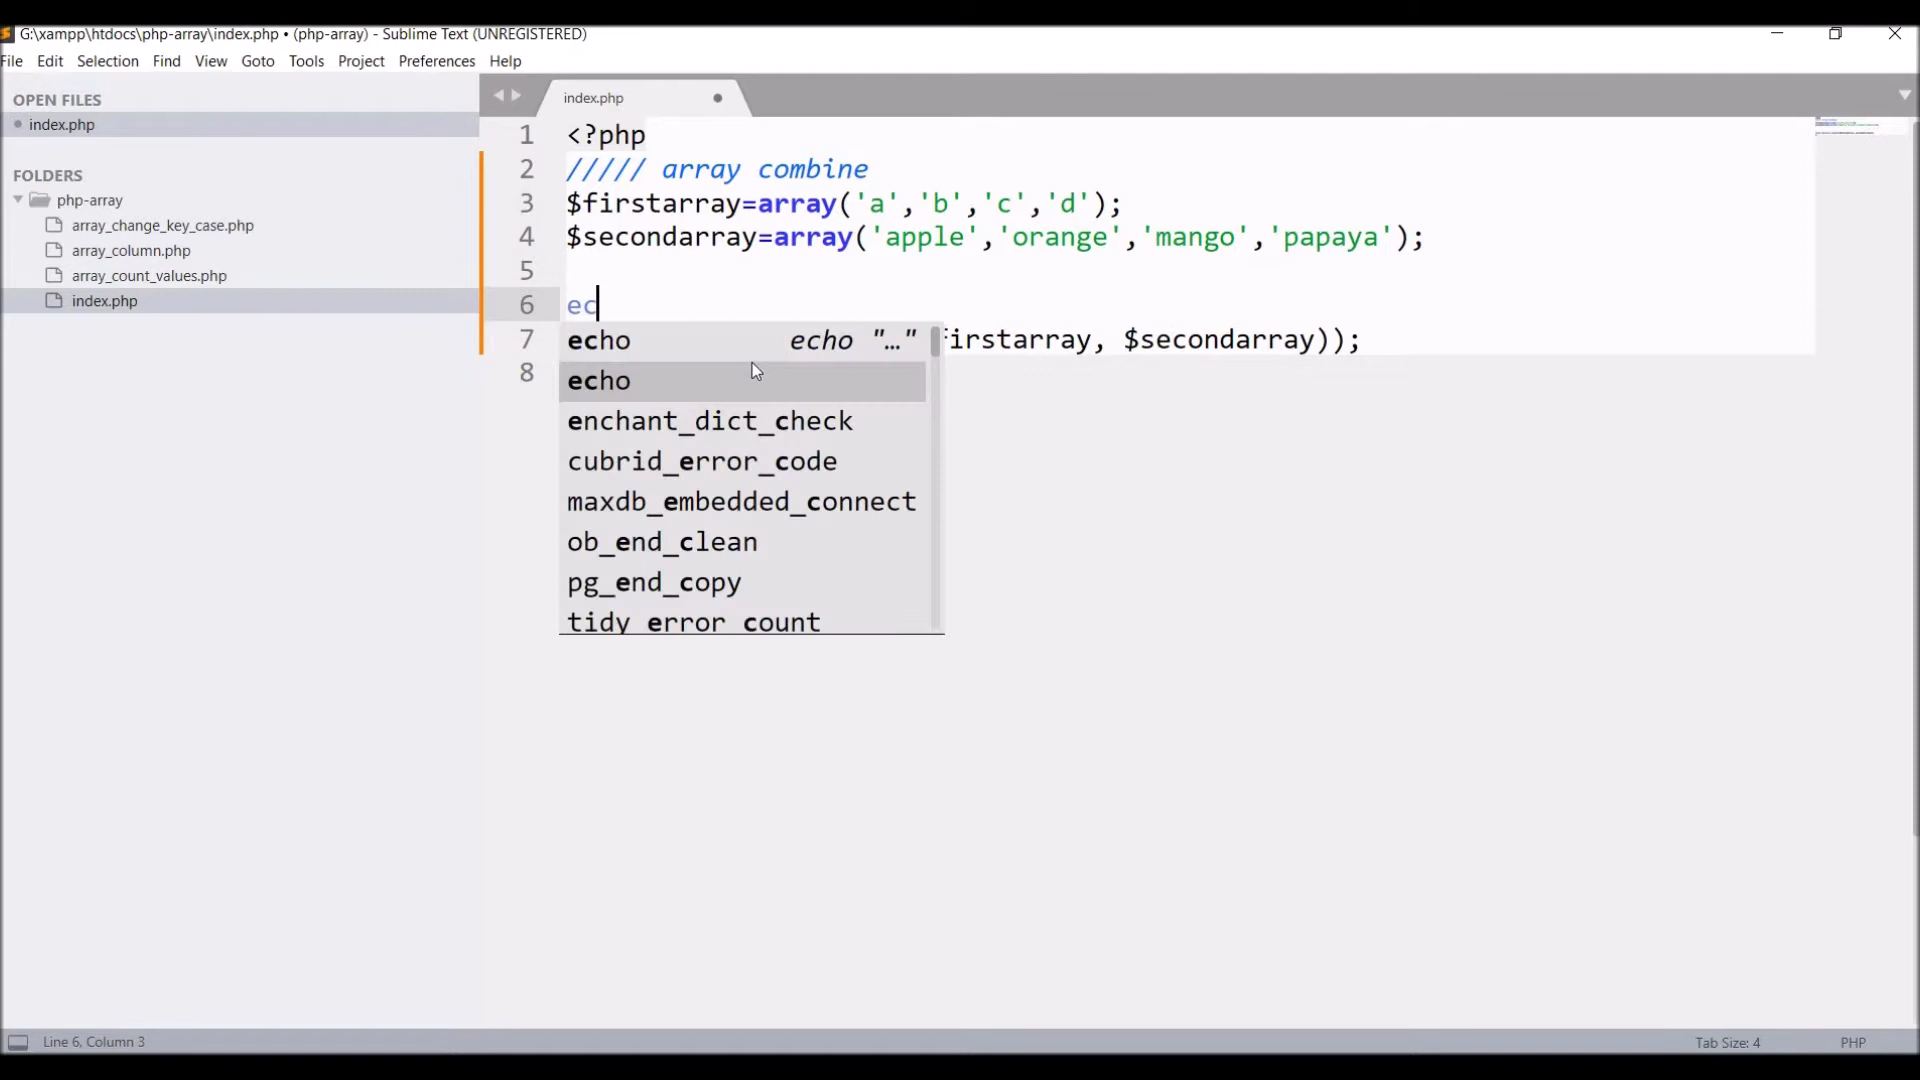 G:\xampp\htdocs\php-array\index.php • (php-array) - Sublime Text (UNREGISTERED)
File Edit Selection Find View Goto Tools Project Preferences Help
OPEN FILES
index.php
FOLDERS
php-array
array_change_key_case.php
array_column.php
array_count_values.php
index.php
index.php
1 <?php
2 ///// array combine
3 $firstarray=array('a','b','c','d');
4 $secondarray=array('apple','orange','mango','papaya');
5
6 ec
7 firstarray, $secondarray));
8
echo echo "…"
echo
enchant_dict_check
cubrid_error_code
maxdb_embedded_connect
ob_end_clean
pg_end_copy
tidy_error_count
Line 6, Column 3
Tab Size: 4
PHP